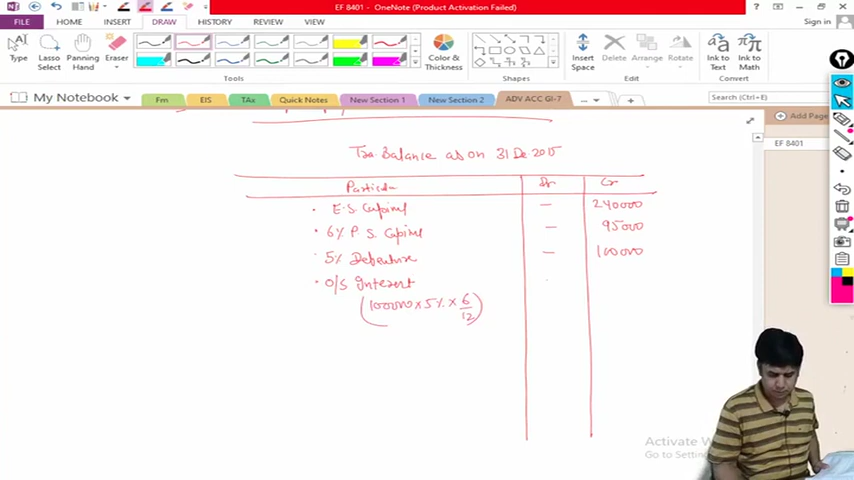 EF 8401 - OneNote (Product Activation Failed)
FILE HOME INSERT DRAW HISTORY REVIEW VIEW Sign in
Type Lasso Select Panning Hand Eraser Color & Thickness Insert Space Delete Arrange Rotate Ink to Text Ink to Math
Tools Shapes Edit Convert
My Notebook Fm EIS TAx Quick Notes New Section 1 New Section 2 ADV ACC GI-7 ... Search (Ctrl+E)
Add Page
EF 8401
Balance as on 31 De 2015
Particula Dr Cr
E.S. Capital — 240000
6% P.S. Capital — 95000
5% Debenture — 100000
O/S Interest
(100000 × 5% × 6/12)
Activate W
Go to Setting